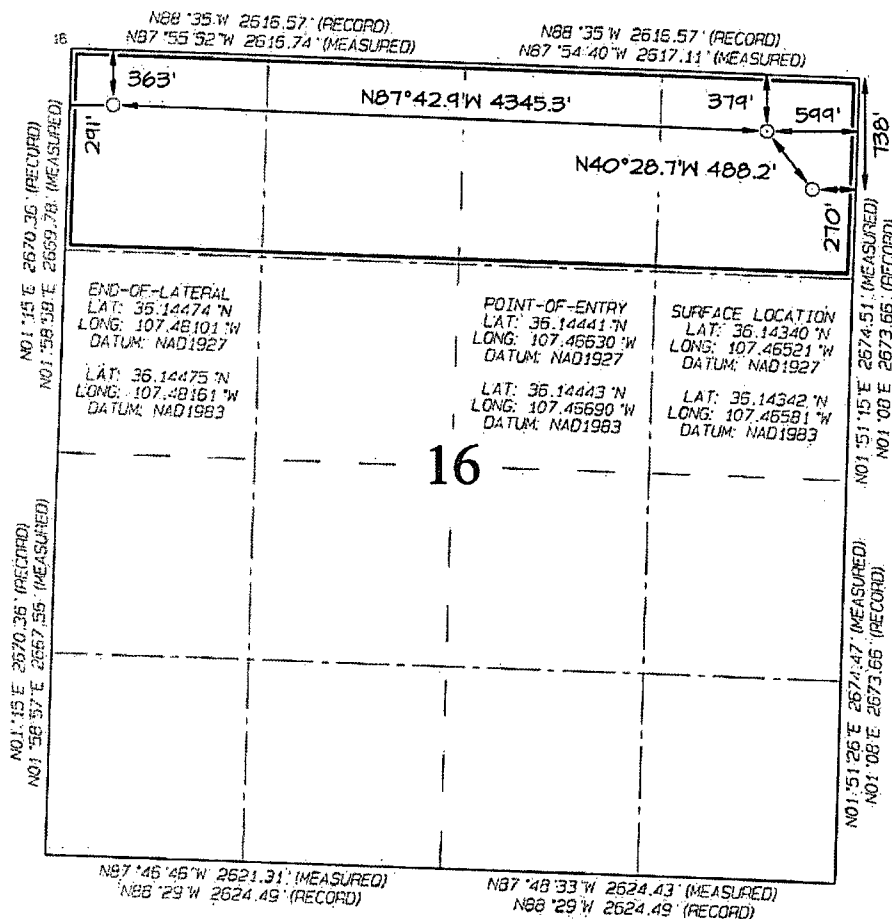 N88°35'W 2616.57' (RECORD)
N87°55'52"W 2615.74' (MEASURED)
N88°35'W 2616.57' (RECORD)
N87°54'40"W 2617.11' (MEASURED)
16
363'
N87°42.9'W 4345.3'
379'
599'
738'
291'
N40°28.7'W 488.2'
270'
N01°15'E 2670.36' (RECORD)
N01°58'58"E 2669.78' (MEASURED)
N01°51'15"E 2674.51' (MEASURED)
N01°08'E 2673.66' (RECORD)
END-OF-LATERAL
LAT: 36.14474°N
LONG: 107.48101°W
DATUM: NAD1927
LAT: 36.14475°N
LONG: 107.48161°W
DATUM: NAD1983
POINT-OF-ENTRY
LAT: 36.14441°N
LONG: 107.46630°W
DATUM: NAD1927
LAT: 36.14443°N
LONG: 107.46690°W
DATUM: NAD1983
SURFACE LOCATION
LAT: 36.14340°N
LONG: 107.46521°W
DATUM: NAD1927
LAT: 36.14342°N
LONG: 107.46581°W
DATUM: NAD1983
16
N01°15'E 2670.36' (RECORD)
N01°58'57"E 2667.56' (MEASURED)
N01°51'26"E 2674.47' (MEASURED)
N01°08'E 2673.66' (RECORD)
N87°46'46"W 2621.31' (MEASURED)
N88°29'W 2624.49' (RECORD)
N87°48'33"W 2624.43' (MEASURED)
N88°29'W 2624.49' (RECORD)